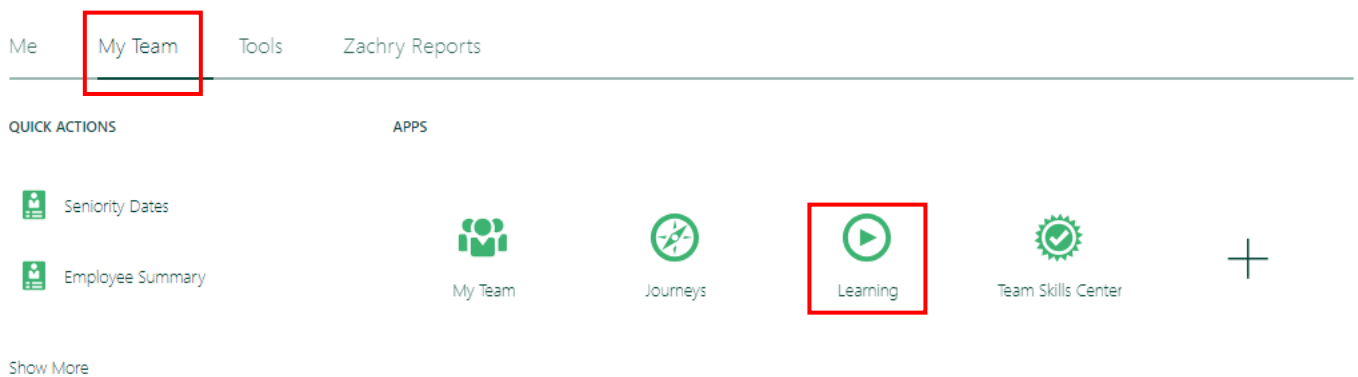 Me My Team Tools Zachry Reports
QUICK ACTIONS APPS
Seniority Dates
Employee Summary
My Team Journeys Learning Team Skills Center
Show More